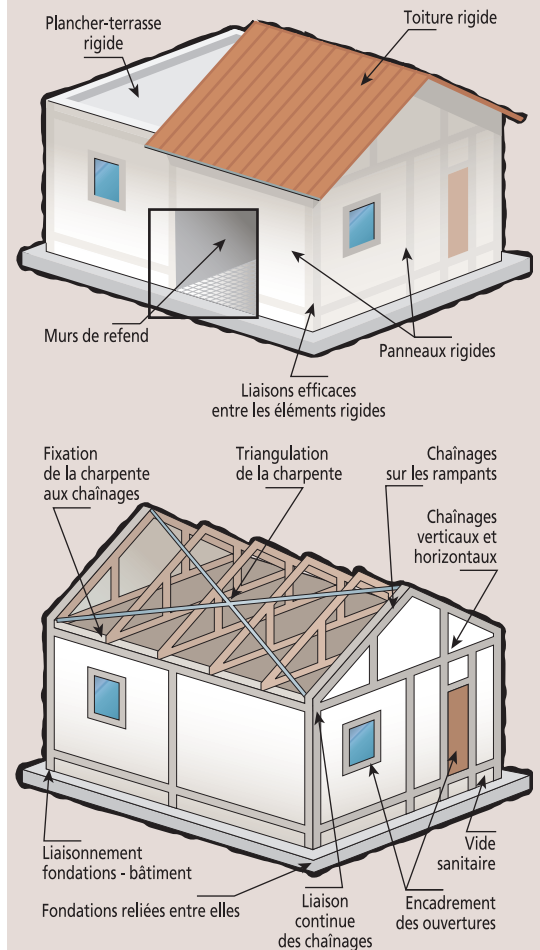 Plancher-terrasse
rigide
Toiture rigide
Murs de refend
Panneaux rigides
Liaisons efficaces
entre les éléments rigides
Fixation
de la charpente
aux chaînages
Triangulation
de la charpente
Chaînages
sur les rampants
Chaînages
verticaux et
horizontaux
Liaisonnement
fondations - bâtiment
Fondations reliées entre elles
Liaison
continue
des chaînages
Encadrement
des ouvertures
Vide
sanitaire